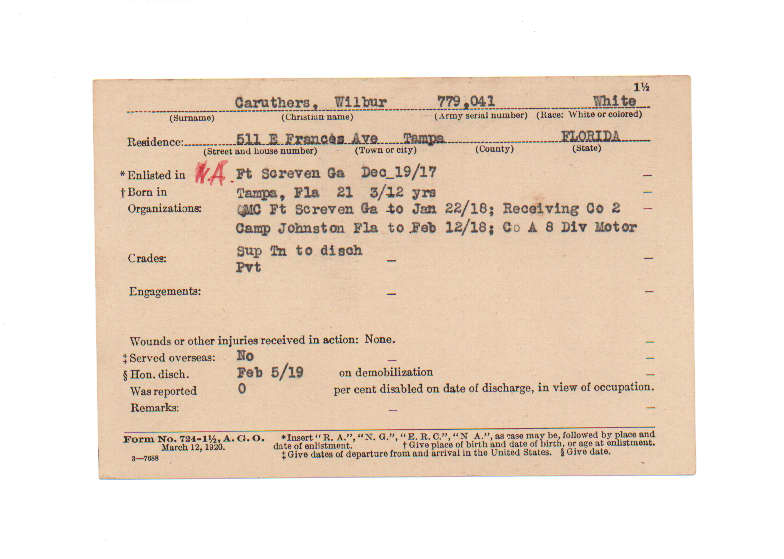 1½
Caruthers, Wilbur 779,041 White
(Surname) (Christian name) (Army serial number) (Race: White or colored)
Residence: 511 E Frances Ave Tampa FLORIDA
(Street and house number) (Town or city) (County) (State)
*Enlisted in N.A. Ft Screven Ga Dec 19/17 —
†Born in Tampa, Fla 21 3/12 yrs —
Organizations: QMC Ft Screven Ga to Jan 22/18; Receiving Co 2 —
Camp Johnston Fla to Feb 12/18; Co A 8 Div Motor
Sup Tn to disch
Grades: — —
Pvt
Engagements: — —
Wounds or other injuries received in action: None. —
‡Served overseas: No — —
§Hon. disch. Feb 5/19 on demobilization —
Was reported 0 per cent disabled on date of discharge, in view of occupation.
Remarks: — —
Form No. 724-1½, A. G. O. *Insert "R. A.", "N. G.", "E. R. C.", "N A.", as case may be, followed by place and
March 12, 1920. date of enlistment. †Give place of birth and date of birth, or age at enlistment.
3—7688 ‡Give dates of departure from and arrival in the United States. §Give date.